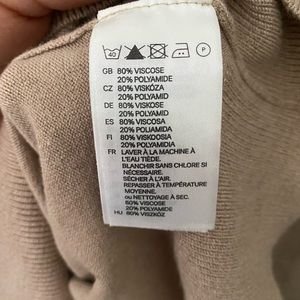 40 P
GB 80% VISCOSE
20% POLYAMIDE
CZ 80% VISKÓZA
20% POLYAMID
DE 80% VISKOSE
20% POLYAMID
ES 80% VISCOSA
20% POLIAMIDA
FI 80% VISKOOSIA
20% POLYAMIDIA
FR LAVER À LA MACHINE À
L'EAU TIÈDE.
BLANCHIR SANS CHLORE SI
NÉCESSAIRE.
SÉCHER À L'AIR.
REPASSER À TEMPÉRATURE
MOYENNE.
ou NETTOYAGE À SEC.
80% VISCOSE
20% POLYAMIDE
HU 80% VISZKÓZ